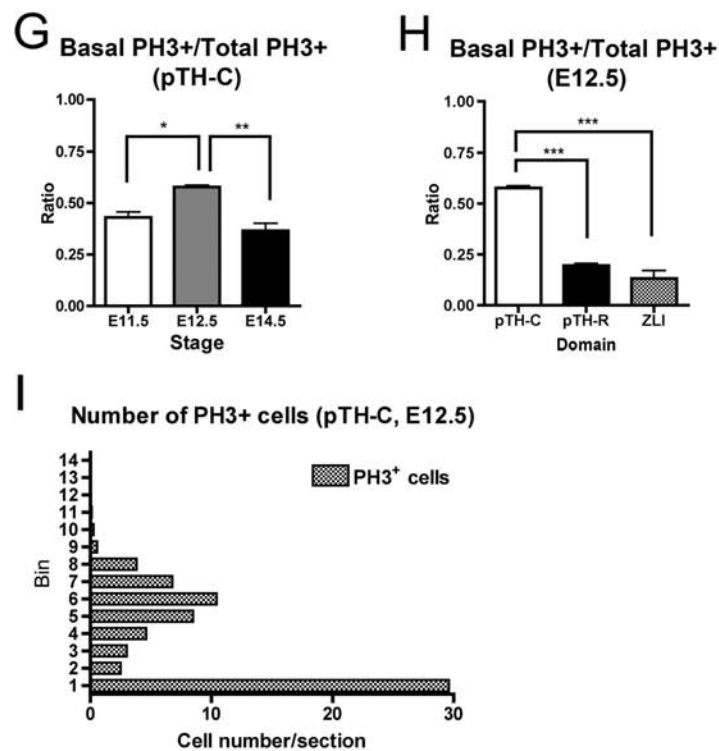 G
Basal PH3+/Total PH3+
(pTH-C)
1.00
0.75
0.50
0.25
0.00
Ratio
*
**
E11.5 E12.5 E14.5
Stage
H
Basal PH3+/Total PH3+
(E12.5)
1.00
0.75
0.50
0.25
0.00
Ratio
***
***
pTH-C pTH-R ZLI
Domain
I
Number of PH3+ cells (pTH-C, E12.5)
PH3+ cells
Bin
14
13
12
11
10
9
8
7
6
5
4
3
2
1
0 10 20 30
Cell number/section